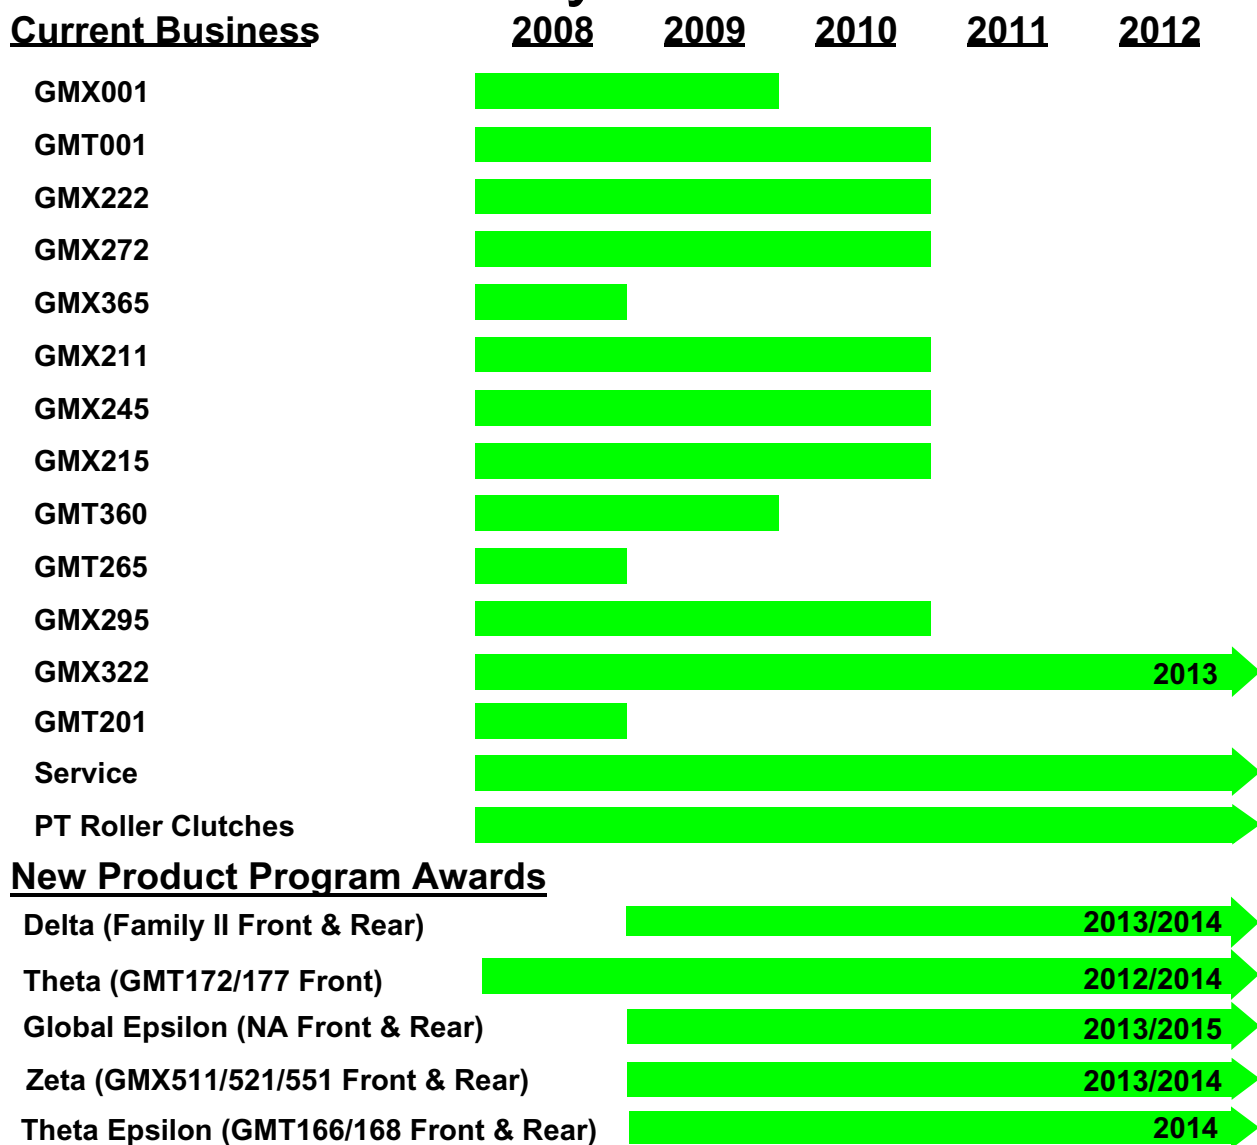 Current Business 2008 2009 2010 2011 2012
GMX001
GMT001
GMX222
GMX272
GMX365
GMX211
GMX245
GMX215
GMT360
GMT265
GMX295
GMX322 2013
GMT201
Service
PT Roller Clutches
New Product Program Awards
Delta (Family II Front & Rear) 2013/2014
Theta (GMT172/177 Front) 2012/2014
Global Epsilon (NA Front & Rear) 2013/2015
Zeta (GMX511/521/551 Front & Rear) 2013/2014
Theta Epsilon (GMT166/168 Front & Rear) 2014